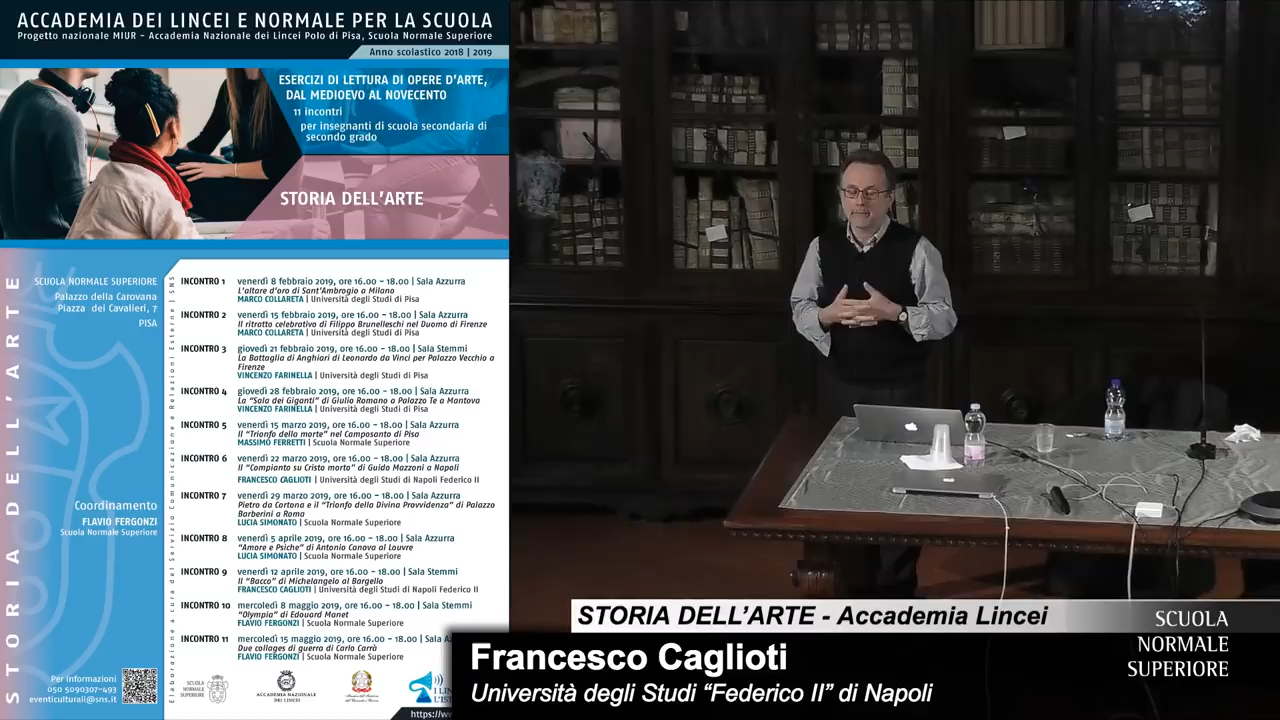 ACCADEMIA DEI LINCEI E NORMALE PER LA SCUOLA
Progetto nazionale MIUR - Accademia Nazionale dei Lincei Polo di Pisa, Scuola Normale Superiore
Anno scolastico 2018 | 2019
ESERCIZI DI LETTURA DI OPERE D'ARTE,
DAL MEDIOEVO AL NOVECENTO
11 incontri
per insegnanti di scuola secondaria di
secondo grado
STORIA DELL'ARTE
STORIA DELL'ARTE
SCUOLA NORMALE SUPERIORE
Palazzo della Carovana
Piazza dei Cavalieri, 7
PISA
Coordinamento
FLAVIO FERGONZI
Scuola Normale Superiore
Per informazioni
050 5090307-493
eventiculturali@sns.it
Elaborazione a cura del Servizio Comunicazione e Relazioni Esterne | SNS
INCONTRO 1 venerdì 8 febbraio 2019, ore 16.00 - 18.00 | Sala Azzurra
L'altare d'oro di Sant'Ambrogio a Milano
MARCO COLLARETA | Università degli Studi di Pisa
INCONTRO 2 venerdì 15 febbraio 2019, ore 16.00 - 18.00 | Sala Azzurra
Il ritratto celebrativo di Filippo Brunelleschi nel Duomo di Firenze
MARCO COLLARETA | Università degli Studi di Pisa
INCONTRO 3 giovedì 21 febbraio 2019, ore 16.00 - 18.00 | Sala Stemmi
La Battaglia di Anghiari di Leonardo da Vinci per Palazzo Vecchio a
Firenze
VINCENZO FARINELLA | Università degli Studi di Pisa
INCONTRO 4 giovedì 28 febbraio 2019, ore 16.00 - 18.00 | Sala Azzurra
La "Sala dei Giganti" di Giulio Romano a Palazzo Te a Mantova
VINCENZO FARINELLA | Università degli Studi di Pisa
INCONTRO 5 venerdì 15 marzo 2019, ore 16.00 - 18.00 | Sala Azzurra
Il "Trionfo della morte" nel Camposanto di Pisa
MASSIMO FERRETTI | Scuola Normale Superiore
INCONTRO 6 venerdì 22 marzo 2019, ore 16.00 - 18.00 | Sala Azzurra
Il "Compianto su Cristo morto" di Guido Mazzoni a Napoli
FRANCESCO CAGLIOTI | Università degli Studi di Napoli Federico II
INCONTRO 7 venerdì 29 marzo 2019, ore 16.00 - 18.00 | Sala Azzurra
Pietro da Cortona e il "Trionfo della Divina Provvidenza" di Palazzo
Barberini a Roma
LUCIA SIMONATO | Scuola Normale Superiore
INCONTRO 8 venerdì 5 aprile 2019, ore 16.00 - 18.00 | Sala Azzurra
"Amore e Psiche" di Antonio Canova al Louvre
LUCIA SIMONATO | Scuola Normale Superiore
INCONTRO 9 venerdì 12 aprile 2019, ore 16.00 - 18.00 | Sala Stemmi
Il "Bacco" di Michelangelo al Bargello
FRANCESCO CAGLIOTI | Università degli Studi di Napoli Federico II
INCONTRO 10 mercoledì 8 maggio 2019, ore 16.00 - 18.00 | Sala Stemmi
"Olympia" di Edouard Manet
FLAVIO FERGONZI | Scuola Normale Superiore
INCONTRO 11 mercoledì 15 maggio 2019, ore 16.00 - 18.00 | Sala
Due collages di guerra di Carlo Carrà
FLAVIO FERGONZI | Scuola Normale Superiore
SCUOLA
NORMALE
SUPERIORE
ACCADEMIA NAZIONALE
DEI LINCEI
STORIA DELL'ARTE - Accademia Lincei
Francesco Caglioti
Università degli Studi "Federico II" di Napoli
SCUOLA
NORMALE
SUPERIORE